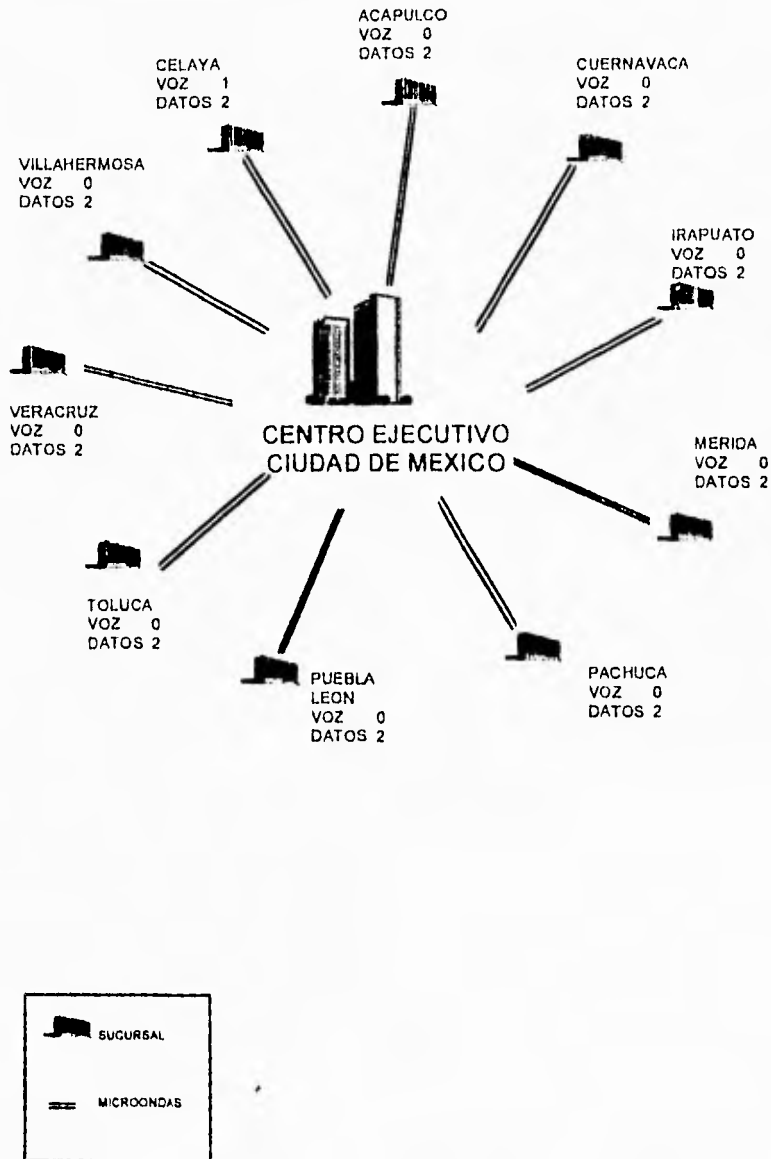 ACAPULCO
VOZ 0
DATOS 2
CELAYA
VOZ 1
DATOS 2
CUERNAVACA
VOZ 0
DATOS 2
VILLAHERMOSA
VOZ 0
DATOS 2
IRAPUATO
VOZ 0
DATOS 2
VERACRUZ
VOZ 0
DATOS 2
CENTRO EJECUTIVO
CIUDAD DE MEXICO
MERIDA
VOZ 0
DATOS 2
TOLUCA
VOZ 0
DATOS 2
PUEBLA
LEON
VOZ 0
DATOS 2
PACHUCA
VOZ 0
DATOS 2
SUCURSAL
MICROONDAS